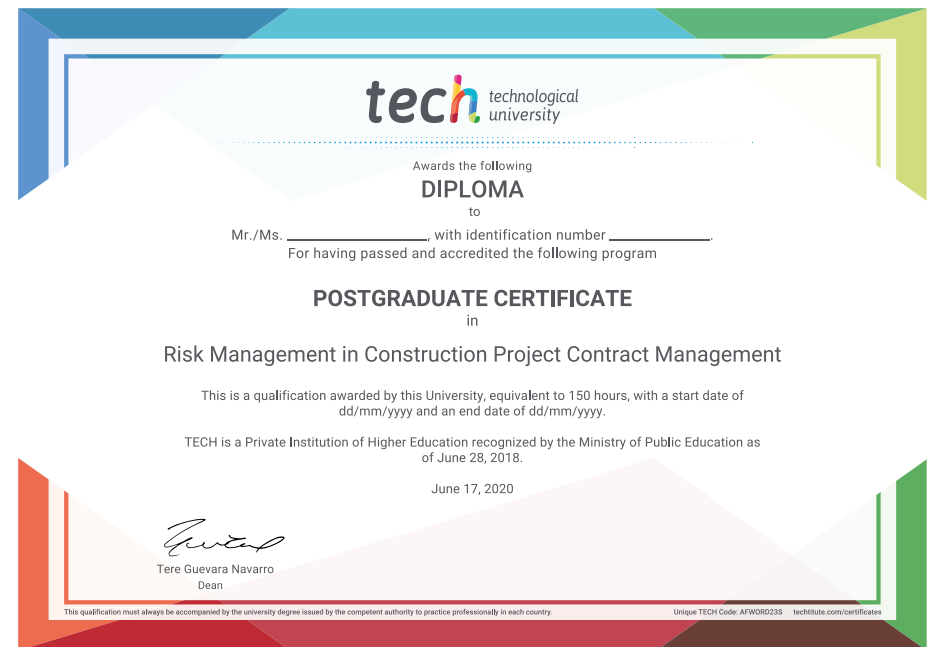 tech technological
university
Awards the following
DIPLOMA
to
Mr./Ms. ____________, with identification number ____________.
For having passed and accredited the following program
POSTGRADUATE CERTIFICATE
in
Risk Management in Construction Project Contract Management
This is a qualification awarded by this University, equivalent to 150 hours, with a start date of
dd/mm/yyyy and an end date of dd/mm/yyyy.
TECH is a Private Institution of Higher Education recognized by the Ministry of Public Education as
of June 28, 2018.
June 17, 2020
Tere Guevara Navarro
Dean
This qualification must always be accompanied by the university degree issued by the competent authority to practice professionally in each country.
Unique TECH Code: AFWORD23S techtitute.com/certificates